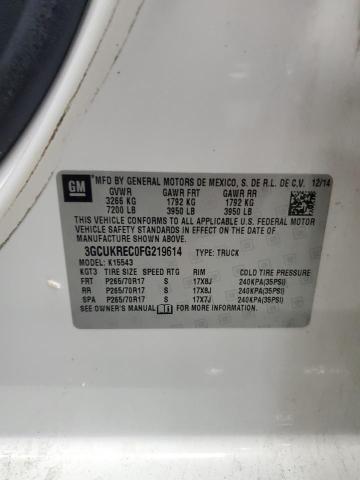 GM
MFD BY GENERAL MOTORS DE MEXICO, S. DE R.L. DE C.V. 12/14
GVWR GAWR FRT GAWR RR
3266 KG 1792 KG 1792 KG
7200 LB 3950 LB 3950 LB
THIS VEHICLE CONFORMS TO ALL APPLICABLE U.S. FEDERAL MOTOR
VEHICLE SAFETY STANDARDS IN EFFECT ON THE DATE OF
MANUFACTURE SHOWN ABOVE.
3GCUKREC0FG219614 TYPE: TRUCK
MODEL: K15543
KGT3 TIRE SIZE SPEED RTG RIM COLD TIRE PRESSURE
FRT P265/70R17 S 17X8J 240KPA(35PSI)
RR P265/70R17 S 17X8J 240KPA(35PSI)
SPA P265/70R17 S 17X7J 240KPA(35PSI)
SEE OWNER'S MANUAL FOR MORE INFORMATION.